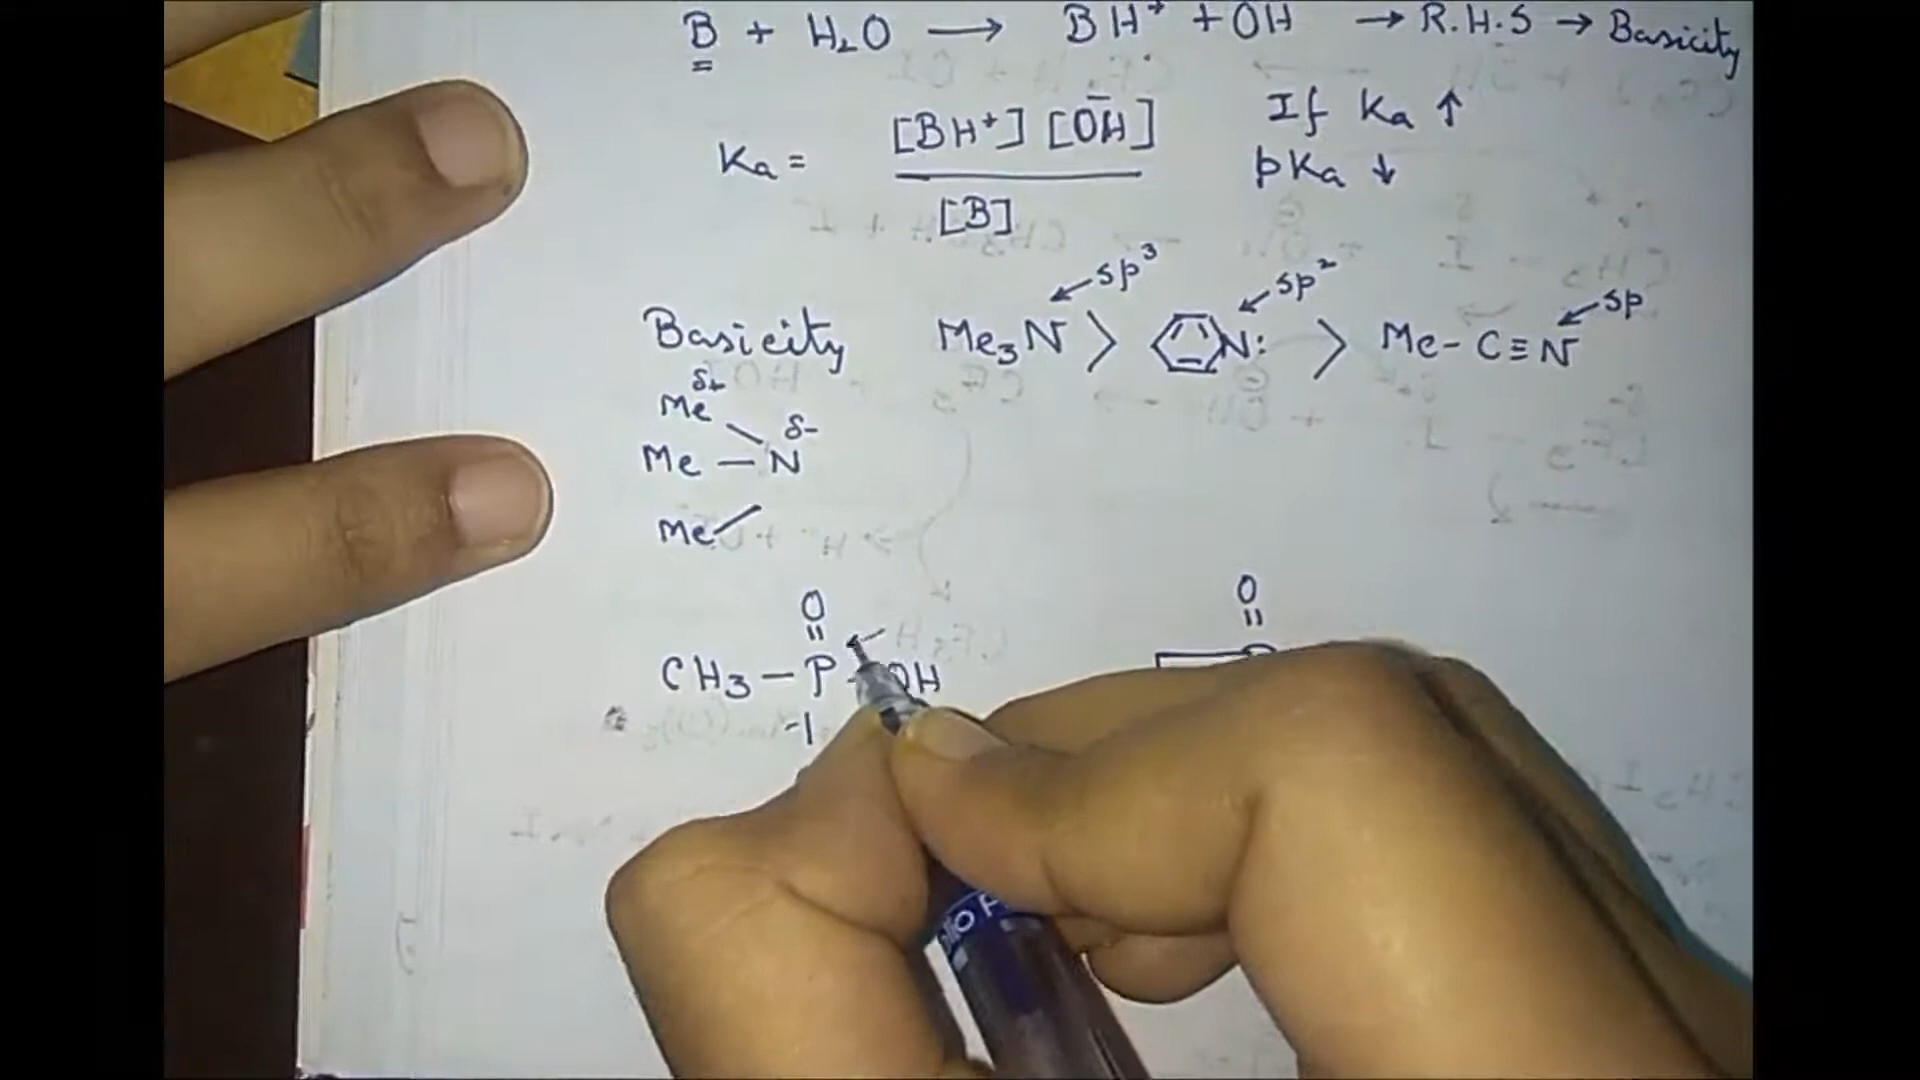 B + H₂O → BH⁺ + OH → R.H.S → Basicity
Ka = [BH⁺] [OH⁻] / [B]
If Ka ↑
pKa ↓
sp³ sp² sp
Basicity Me₃N > N: > Me-C≡N
δ+
Me δ-
Me — N
Me
O O
|| ||
CH₃ — P - OH